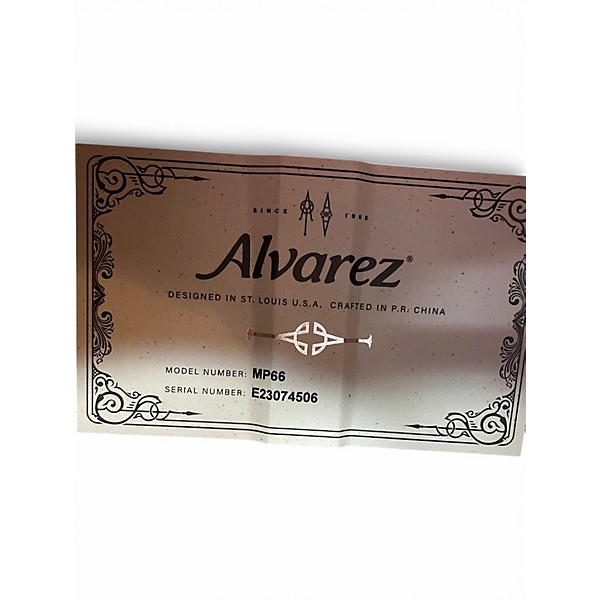 SINCE 1965
Alvarez®
DESIGNED IN ST. LOUIS U.S.A. CRAFTED IN P.R. CHINA
MODEL NUMBER: MP66
SERIAL NUMBER: E23074506